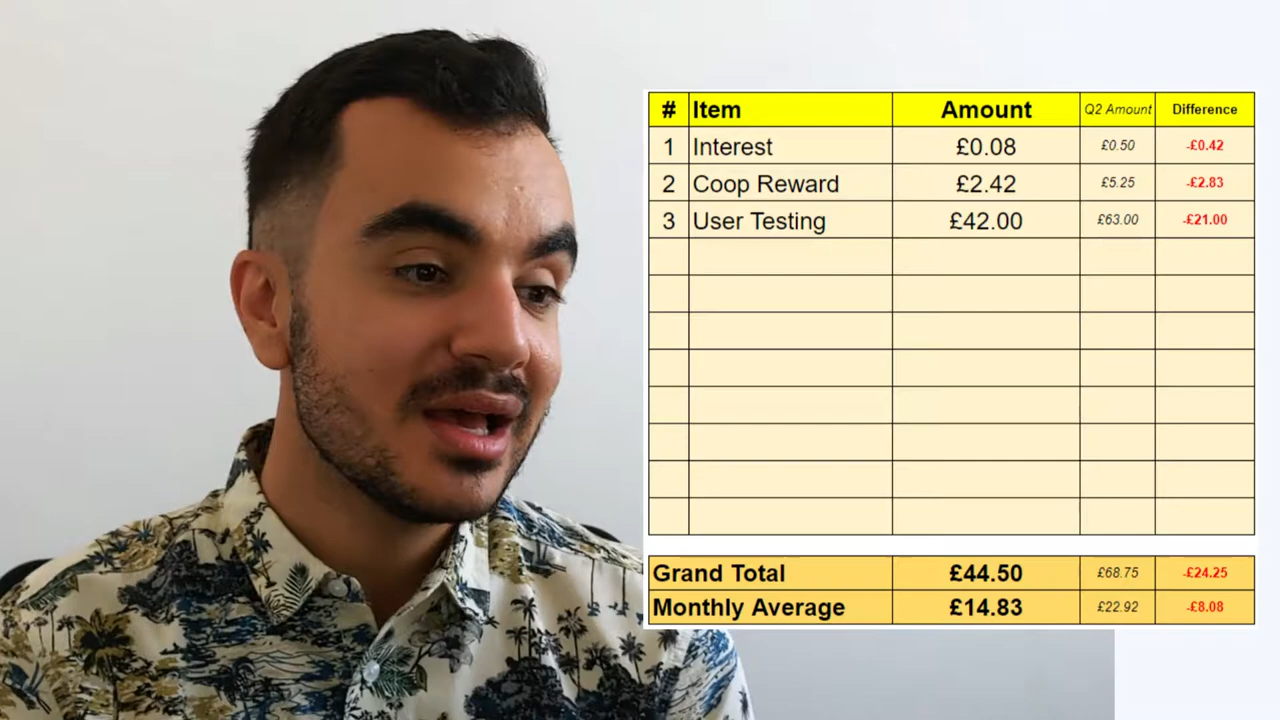 # Item Amount Q2 Amount Difference
1 Interest £0.08 £0.50 -£0.42
2 Coop Reward £2.42 £5.25 -£2.83
3 User Testing £42.00 £63.00 -£21.00
Grand Total £44.50 £68.75 -£24.25
Monthly Average £14.83 £22.92 -£8.08